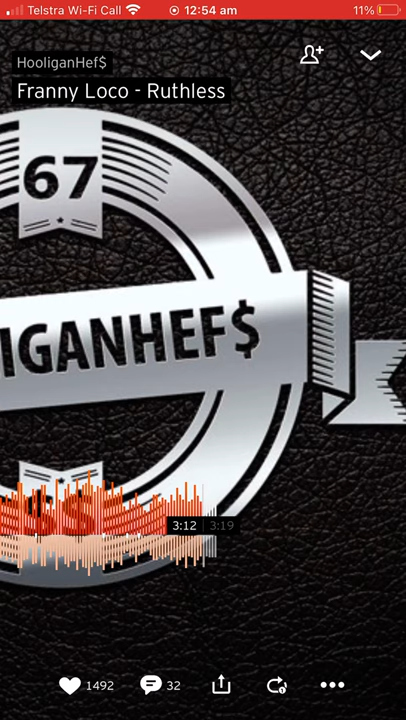 Telstra Wi-Fi Call 12:54 am 11%
HooliganHef$
Franny Loco - Ruthless
67
IGANHEF$
3:12 3:19
1492 32